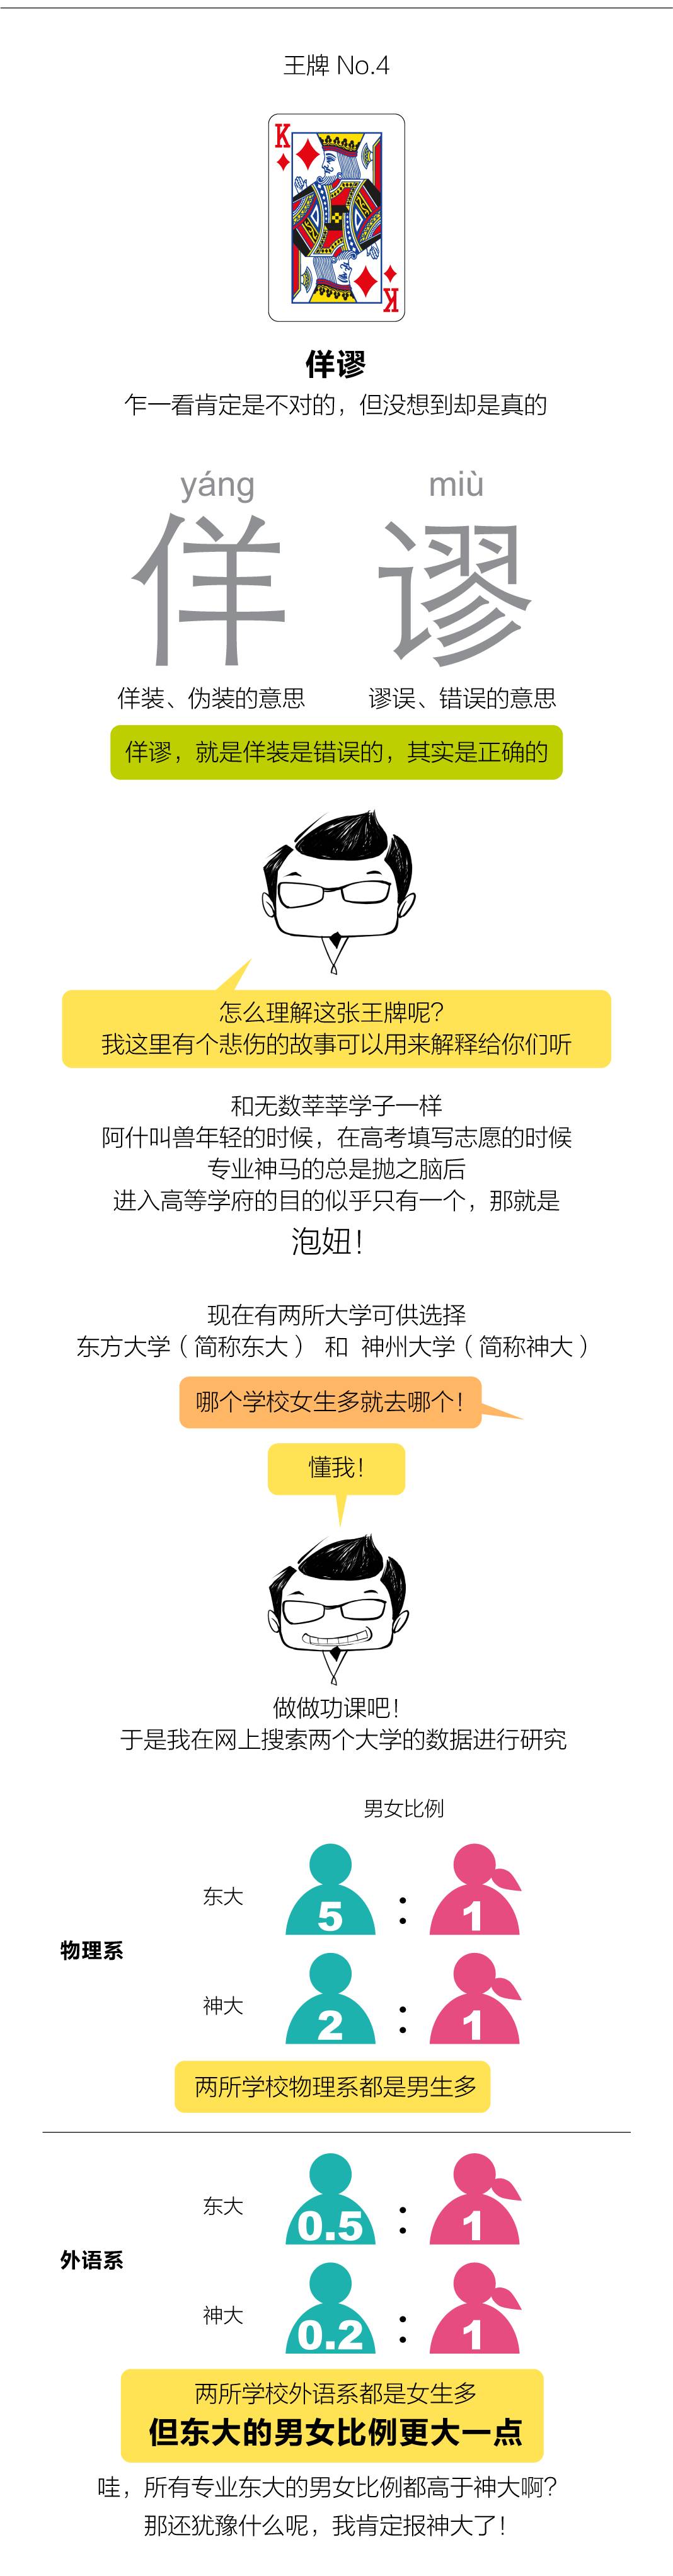 王牌 No.4
K
K
佯谬
乍一看肯定是不对的，但没想到却是真的
yáng miù
佯 谬
佯装、伪装的意思 谬误、错误的意思
佯谬，就是佯装是错误的，其实是正确的
怎么理解这张王牌呢？
我这里有个悲伤的故事可以用来解释给你们听
和无数莘莘学子一样
阿什叫兽年轻的时候，在高考填写志愿的时候
专业神马的总是抛之脑后
进入高等学府的目的似乎只有一个，那就是
泡妞！
现在有两所大学可供选择
东方大学（简称东大） 和 神州大学（简称神大）
哪个学校女生多就去哪个！
懂我！
做做功课吧！
于是我在网上搜索两个大学的数据进行研究
男女比例
东大 5 : 1
物理系
神大 2 : 1
两所学校物理系都是男生多
东大 0.5 : 1
外语系
神大 0.2 : 1
两所学校外语系都是女生多
但东大的男女比例更大一点
哇，所有专业东大的男女比例都高于神大啊？
那还犹豫什么呢，我肯定报神大了！